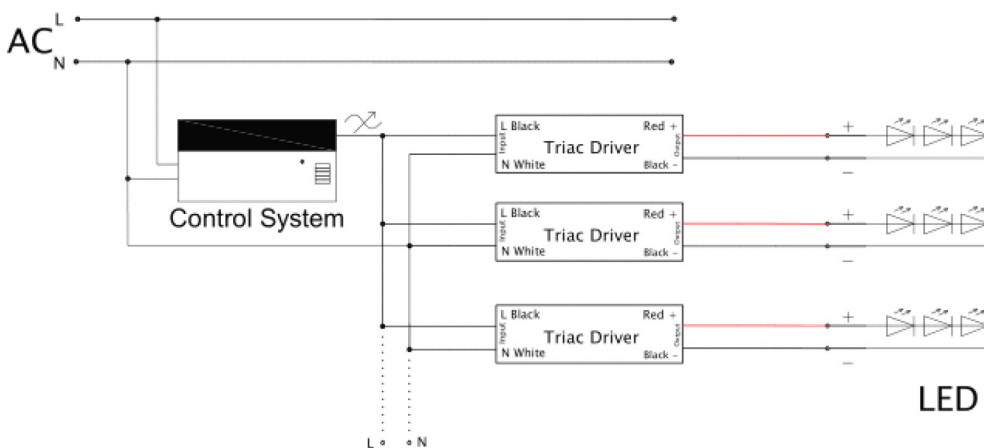 L
AC
N
Control System
L Black
Red +
Input
Triac Driver
Output
N White
Black -
+
-
L Black
Red +
Input
Triac Driver
Output
N White
Black -
+
-
L Black
Red +
Input
Triac Driver
Output
N White
Black -
+
-
LED
L
N